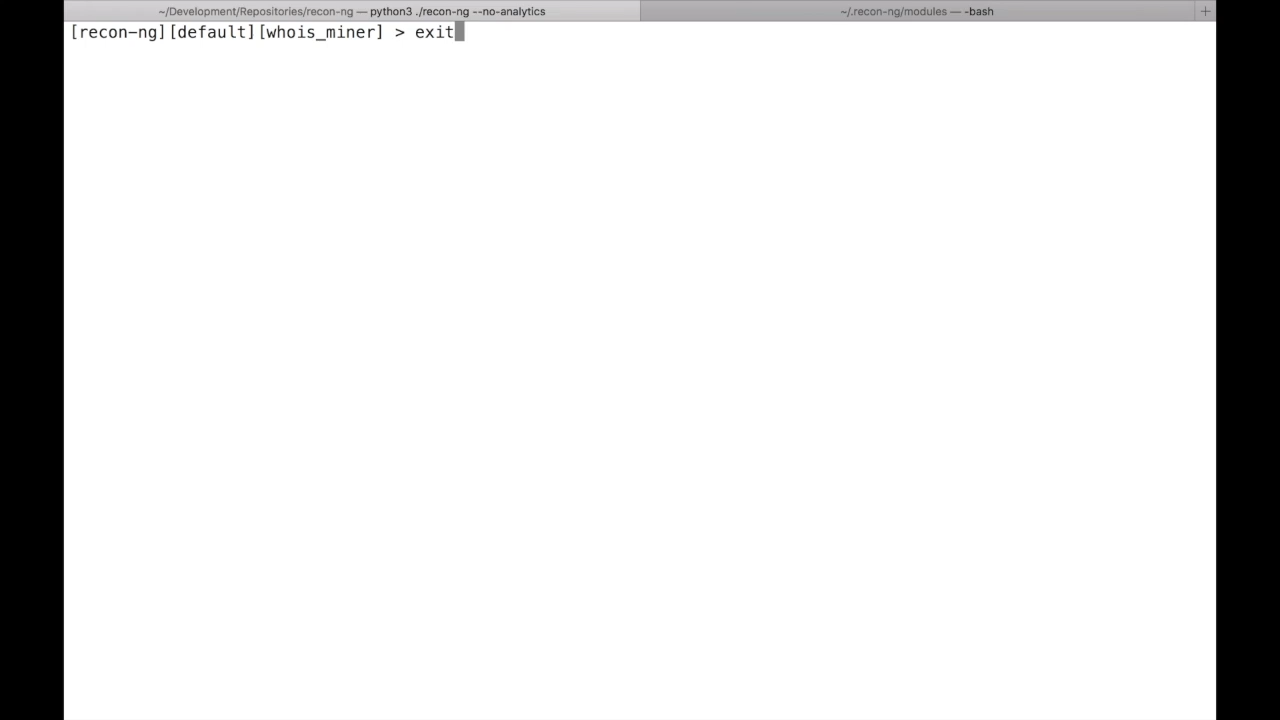 ~/Development/Repositories/recon-ng — python3 ./recon-ng --no-analytics
~/.recon-ng/modules — -bash
+
[recon-ng][default][whois_miner] > exit